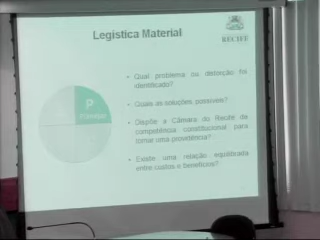 Legística Material
RECIFE
• Qual problema ou distorção foi
identificado?
• Quais as soluções possíveis?
P
• Dispõe a Câmara do Recife de
competência constitucional para
tomar uma providência?
• Existe uma relação equilibrada
entre custos e benefícios?